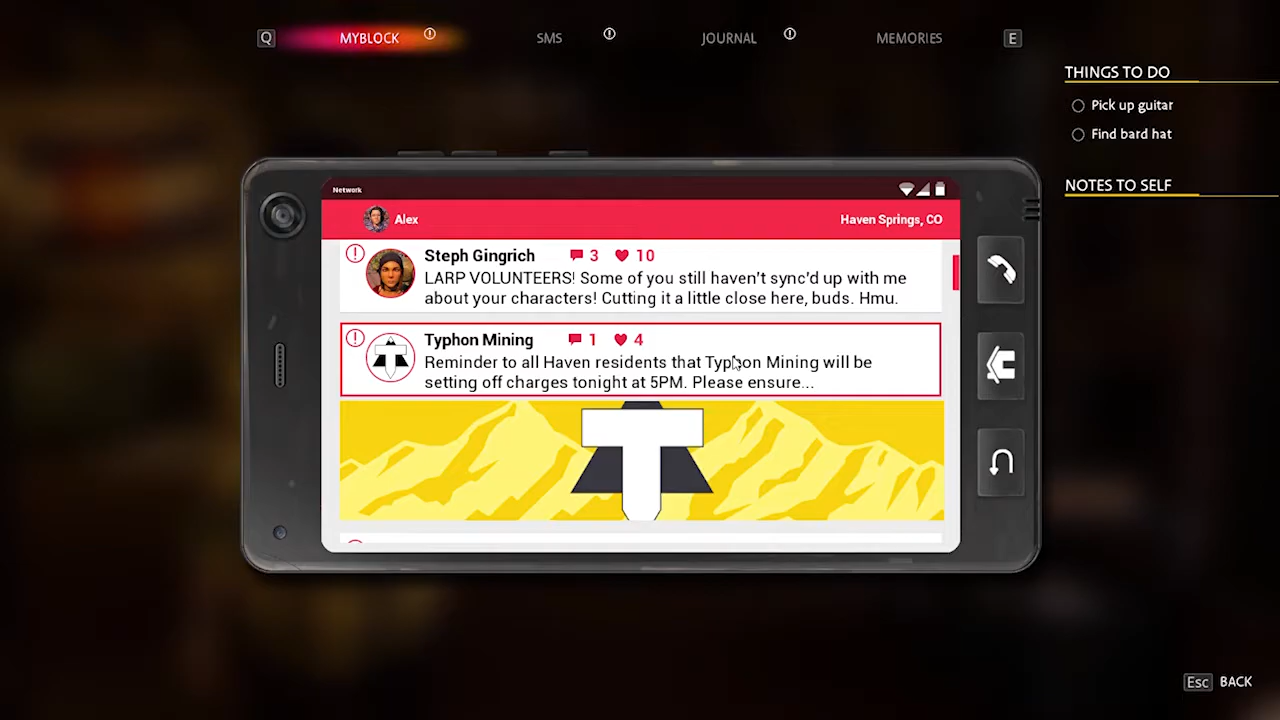 Q MYBLOCK SMS JOURNAL MEMORIES E
THINGS TO DO
Pick up guitar
Find bard hat
NOTES TO SELF
Network
Alex Haven Springs, CO
Steph Gingrich 3 10
LARP VOLUNTEERS! Some of you still haven't sync'd up with me
about your characters! Cutting it a little close here, buds. Hmu.
Typhon Mining 1 4
Reminder to all Haven residents that Typhon Mining will be
setting off charges tonight at 5PM. Please ensure...
T
Esc BACK